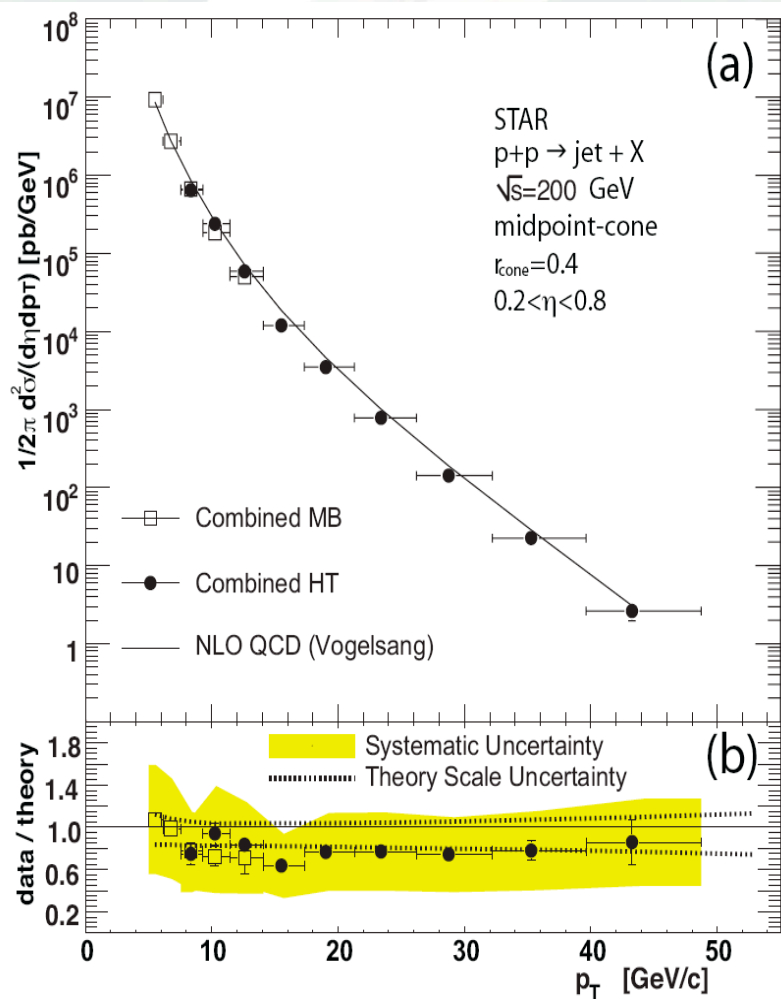 10⁸
10⁷
10⁶
10⁵
10⁴
10³
10²
10
1
1/2π d²σ/(dηdpᴛ) [pb/GeV]
(a)
STAR
p+p → jet + X
√s=200 GeV
midpoint-cone
r_cone=0.4
0.2<η<0.8
Combined MB
Combined HT
NLO QCD (Vogelsang)
1.8
1.4
1.0
0.6
0.2
data / theory
Systematic Uncertainty
Theory Scale Uncertainty
(b)
0 10 20 30 40 50
p_T [GeV/c]